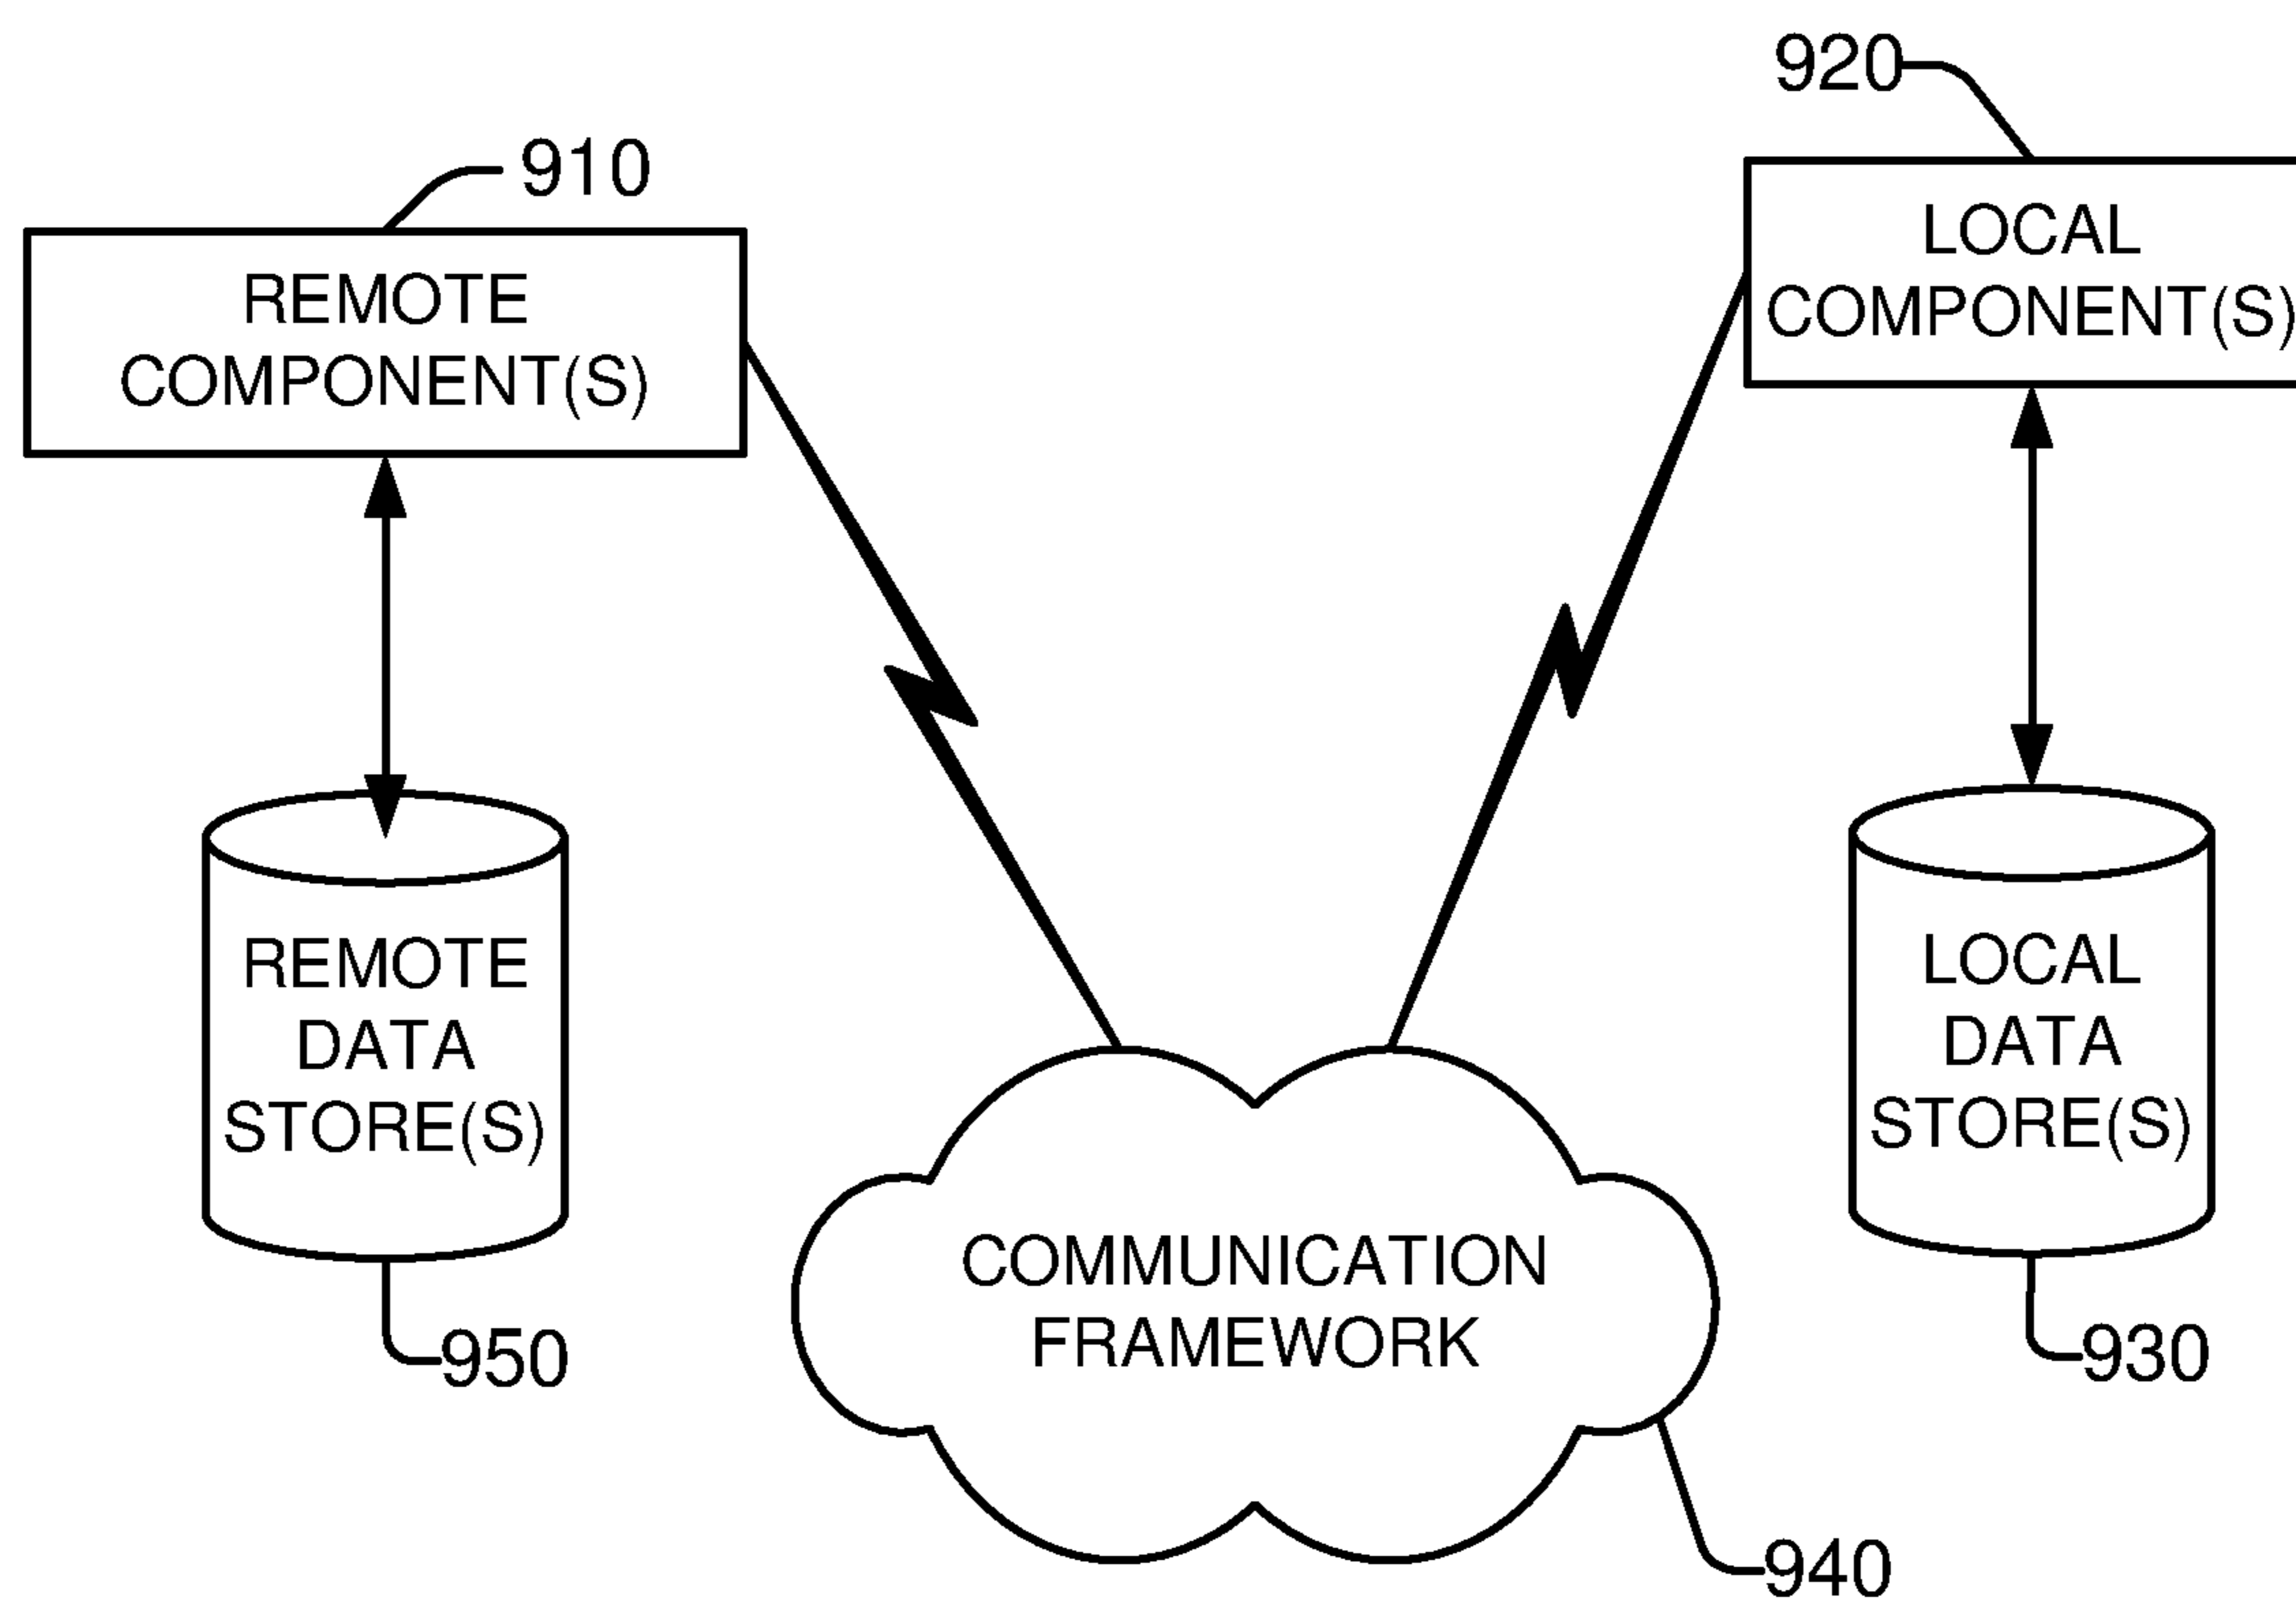 920
910
LOCAL
COMPONENT(S)
REMOTE
COMPONENT(S)
REMOTE
DATA
STORE(S)
LOCAL
DATA
STORE(S)
COMMUNICATION
FRAMEWORK
950
930
940